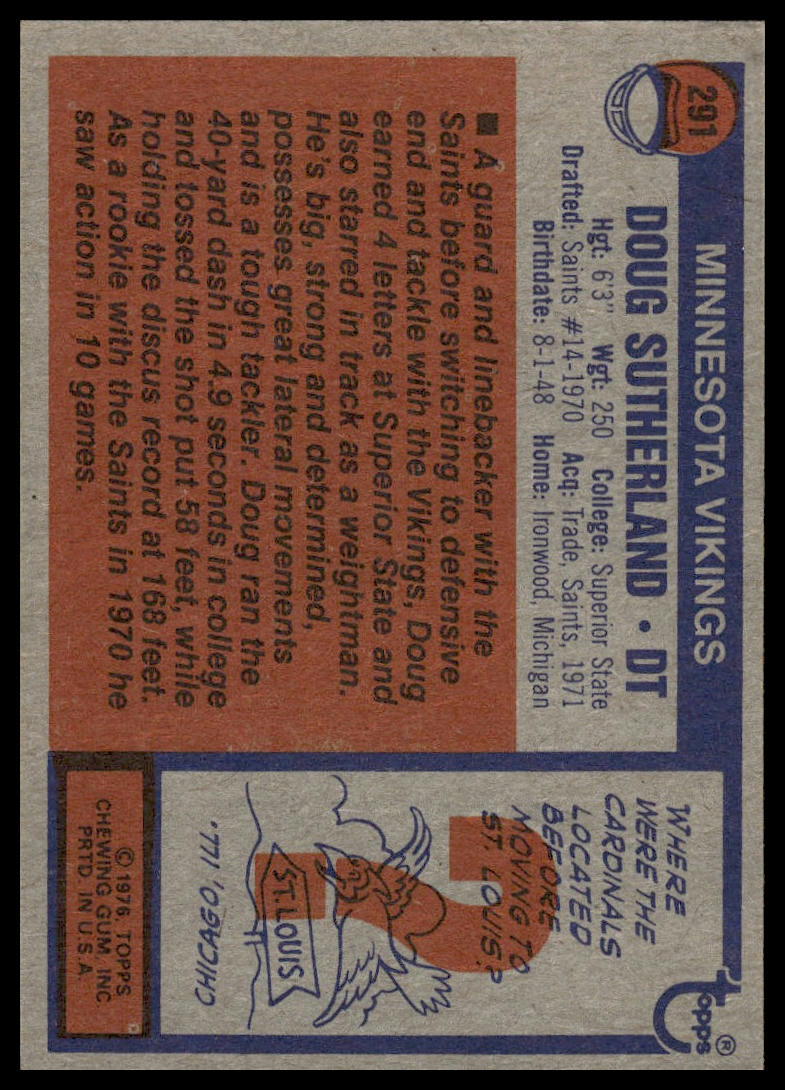 291
MINNESOTA VIKINGS
DOUG SUTHERLAND • DT
Hgt: 6'3" Wgt: 250 College: Superior State
Drafted: Saints #14-1970 Acq: Trade, Saints, 1971
Birthdate: 8-1-48 Home: Ironwood, Michigan
■ A guard and linebacker with the
Saints before switching to defensive
end and tackle with the Vikings, Doug
earned 4 letters at Superior State and
also starred in track as a weightman.
He's big, strong and determined,
possesses great lateral movements
and is a tough tackler. Doug ran the
40-yard dash in 4.9 seconds in college
and tossed the shot put 58 feet, while
holding the discus record at 168 feet.
As a rookie with the Saints in 1970 he
saw action in 10 games.
topps®
WHERE
WERE THE
CARDINALS
LOCATED
BEFORE
MOVING TO
ST. LOUIS?
?
ST. LOUIS
CHICAGO, ILL.
© 1976 TOPPS
CHEWING GUM, INC
PRTD. IN U.S.A.